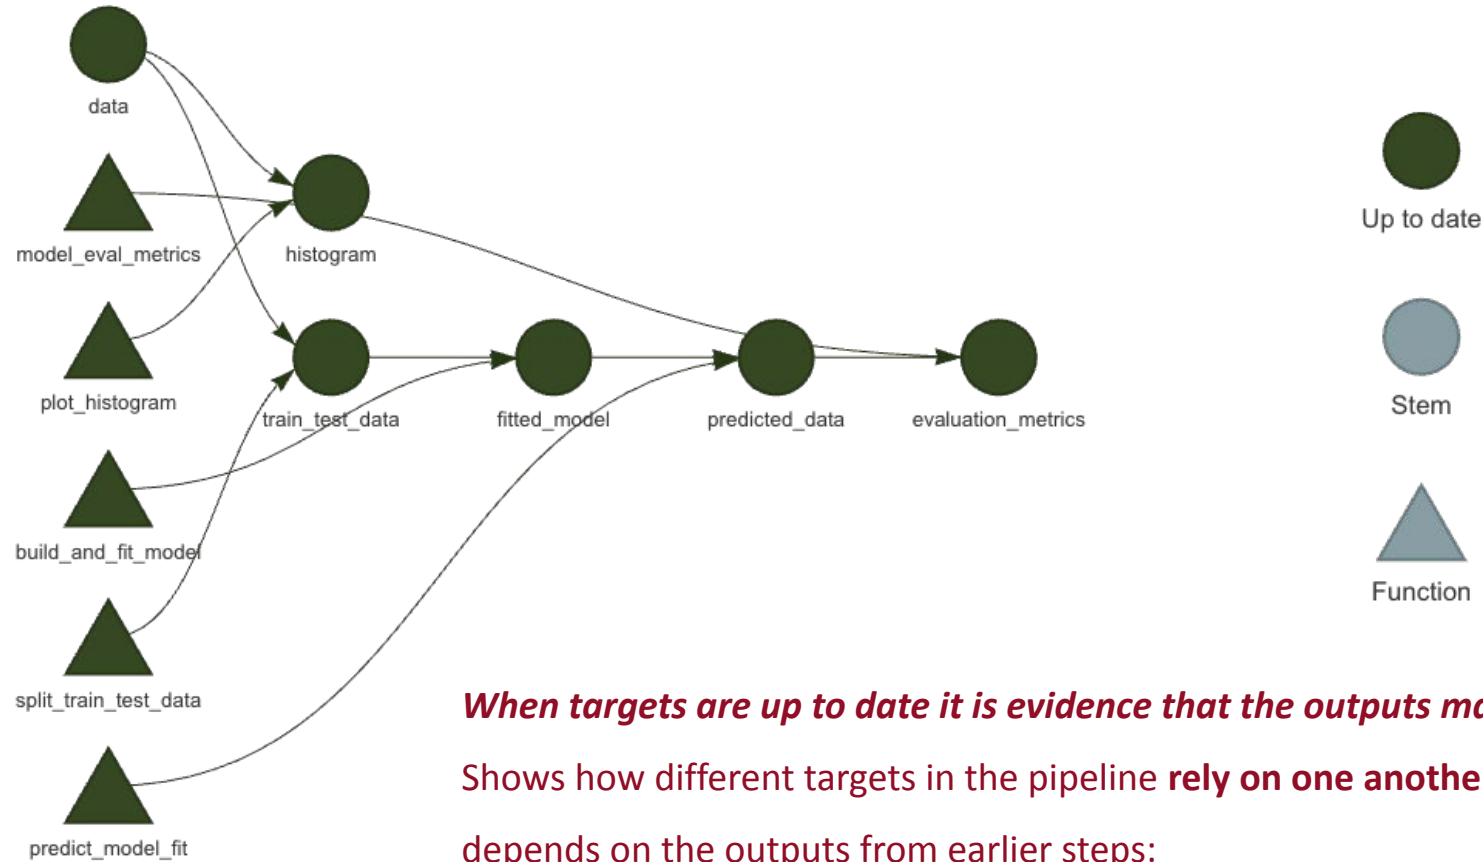 data
model_eval_metrics
histogram
plot_histogram
train_test_data
fitted_model
predicted_data
evaluation_metrics
build_and_fit_model
split_train_test_data
predict_model_fit
Up to date
Stem
Function
When targets are up to date it is evidence that the outputs
Shows how different targets in the pipeline rely on one
depends on the outputs from earlier steps: